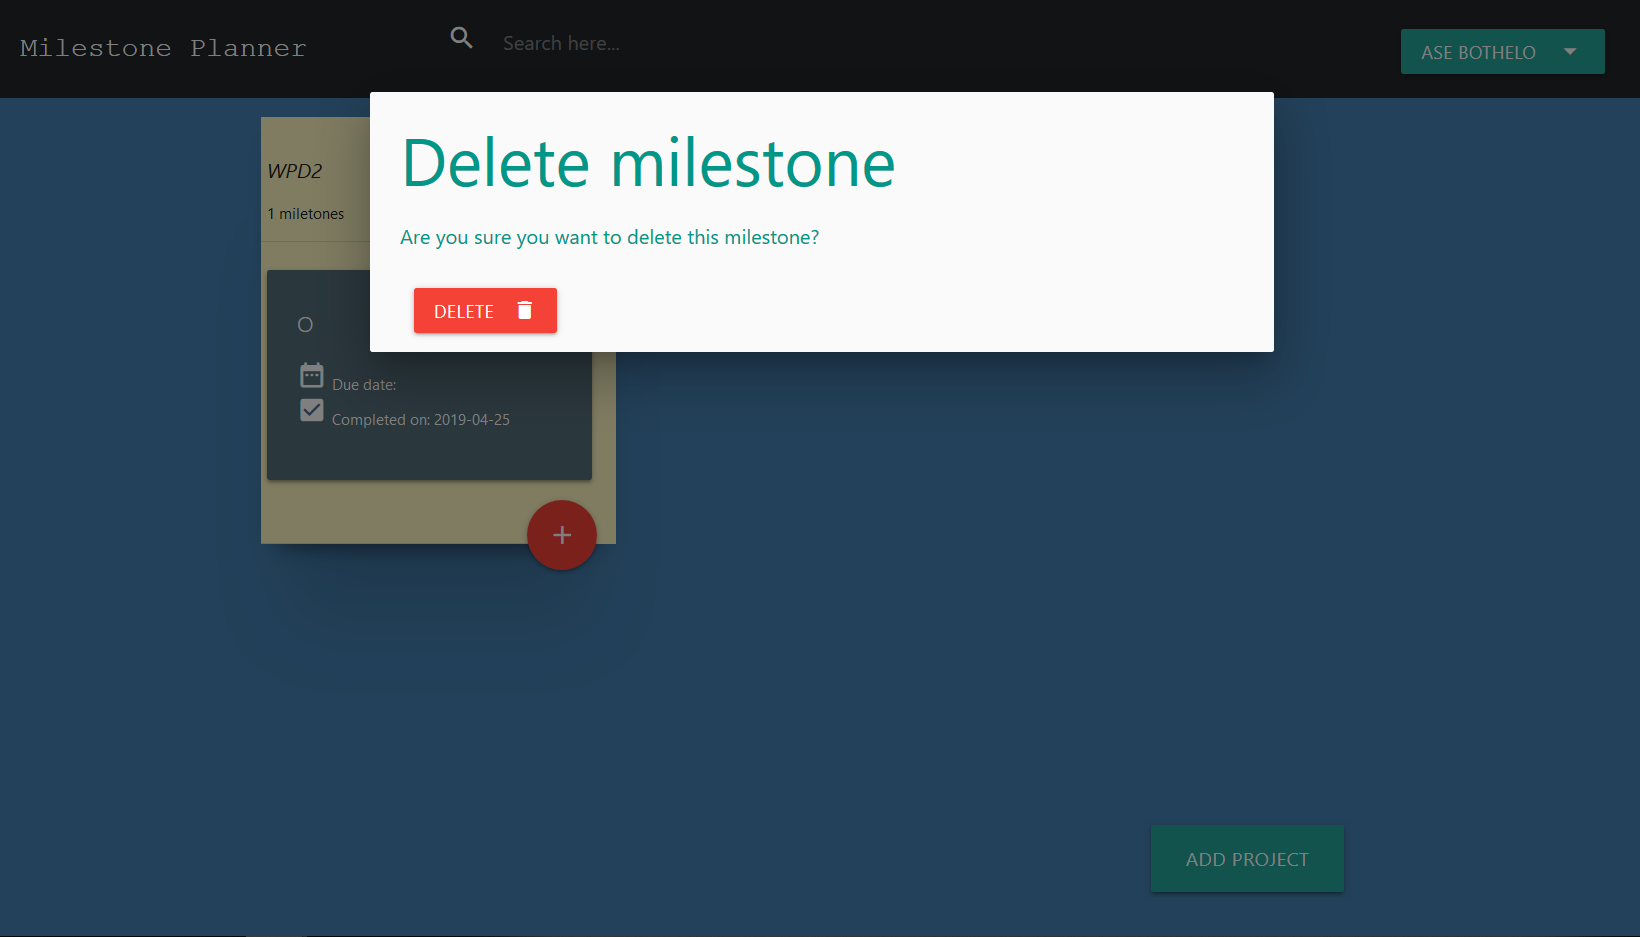 Milestone Planner
Search here...
ASE BOTHELO
Delete milestone
Are you sure you want to delete this milestone?
DELETE
WPD2
1 miletones
O
Due date:
Completed on: 2019-04-25
+
ADD PROJECT